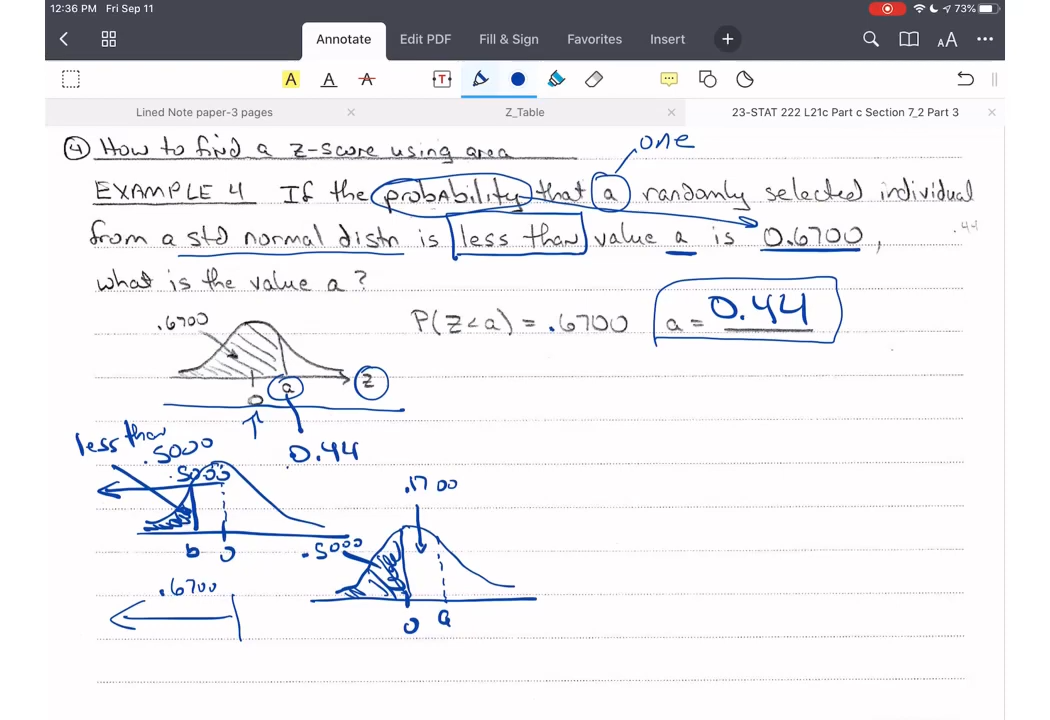 12:36 PM Fri Sep 11
73%
Annotate Edit PDF Fill & Sign Favorites Insert
A A A T AA
Lined Note paper-3 pages Z_Table 23-STAT 222 L21c Part c Section 7_2 Part 3
④ How to find a z-score using area
one
EXAMPLE 4 If the probability that a randomly selected individual
from a std normal distn is less than value a is 0.6700,
.44
what is the value a?
.6700 P(Z<a) = .6700 a = 0.44
0 a Z
less than
.5000 0.44
.5000
.1700
b 0 .5000
.6700
0 a